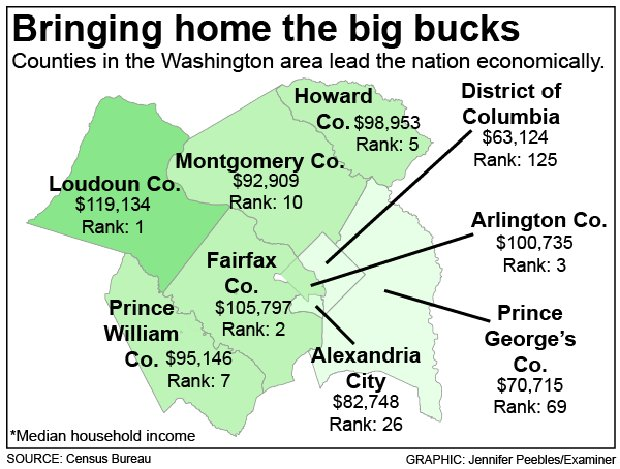 Bringing home the big bucks
Counties in the Washington area lead the nation economically.
Howard
Co. $98,953
Rank: 5
District of
Columbia
$63,124
Rank: 125
Montgomery Co.
$92,909
Rank: 10
Loudoun Co.
$119,134
Rank: 1
Arlington Co.
$100,735
Rank: 3
Fairfax
Co.
$105,797
Rank: 2
Prince
William
Co. $95,146
Rank: 7
Prince
George's
Co.
$70,715
Rank: 69
Alexandria
City
$82,748
Rank: 26
*Median household income
SOURCE: Census Bureau
GRAPHIC: Jennifer Peebles/Examiner